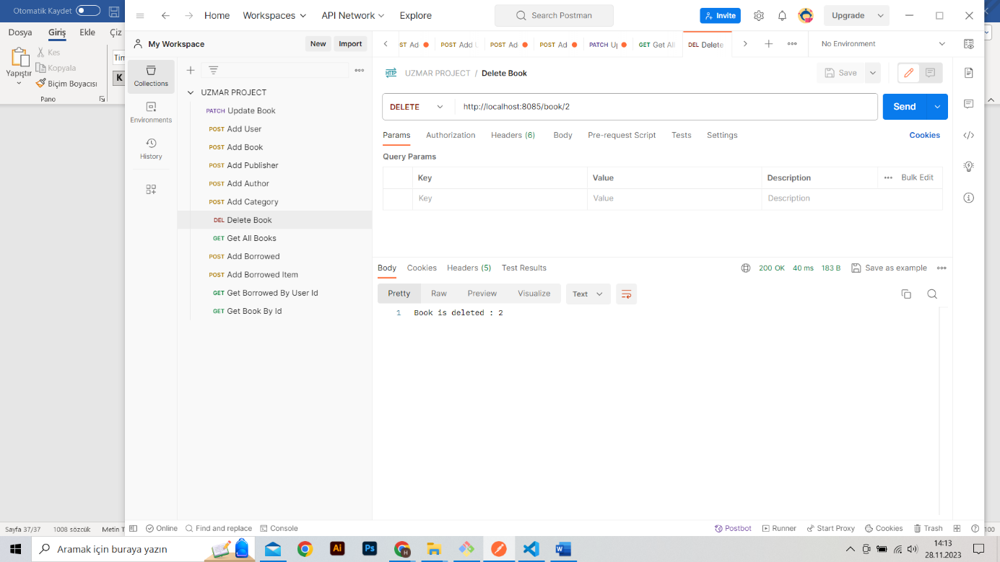 Otomatik Kaydet
Dosya Giriş Ekle Çiz
Yapıştır
Kes
Kopyala
Biçim Boyacısı
Pano
Tim
K
Home Workspaces API Network Explore
Search Postman
Invite
Upgrade
My Workspace
New Import
ST Ad
POST Add U
POST Ad
POST Ad
PATCH Up
GET Get All
DEL Delete
No Environment
Collections
Environments
History
UZMAR PROJECT
PATCH Update Book
POST Add User
POST Add Book
POST Add Publisher
POST Add Author
POST Add Category
DEL Delete Book
GET Get All Books
POST Add Borrowed
POST Add Borrowed Item
GET Get Borrowed By User Id
GET Get Book By Id
HTTP UZMAR PROJECT / Delete Book
Save
DELETE http://localhost:8085/book/2
Send
Params Authorization Headers (6) Body Pre-request Script Tests Settings Cookies
Query Params
Key Value Description Bulk Edit
Key Value Description
Body Cookies Headers (5) Test Results
200 OK 40 ms 183 B Save as example
Pretty Raw Preview Visualize Text
1 Book is deleted : 2
Sayfa 37/37 1008 sözcük Metin T
Online Find and replace Console
Postbot Runner Start Proxy Cookies Trash
100
Aramak için buraya yazın
14:13
28.11.2023